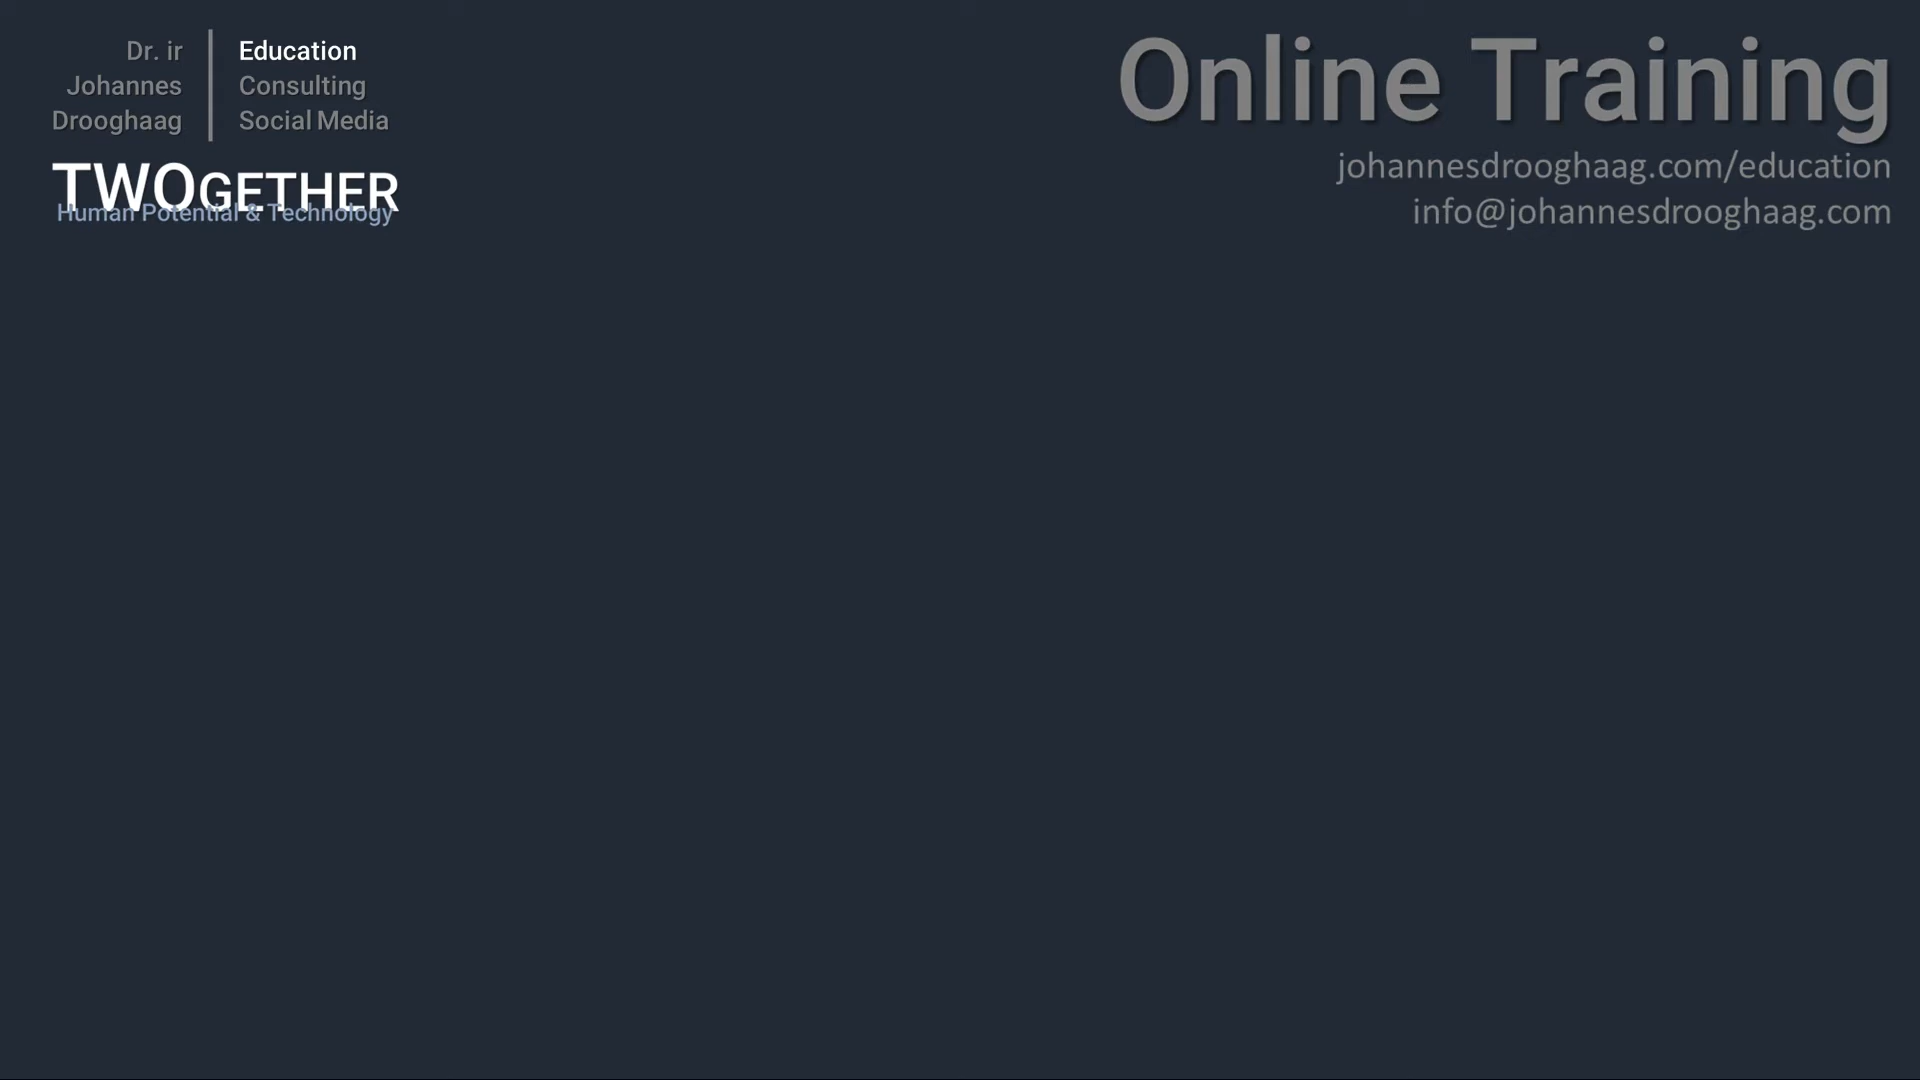 Dr. ir
Johannes
Drooghaag
Education
Consulting
Social Media
TWOGETHER
Human Potential & Technology
Online Training
johannesdrooghaag.com/education
info@johannesdrooghaag.com